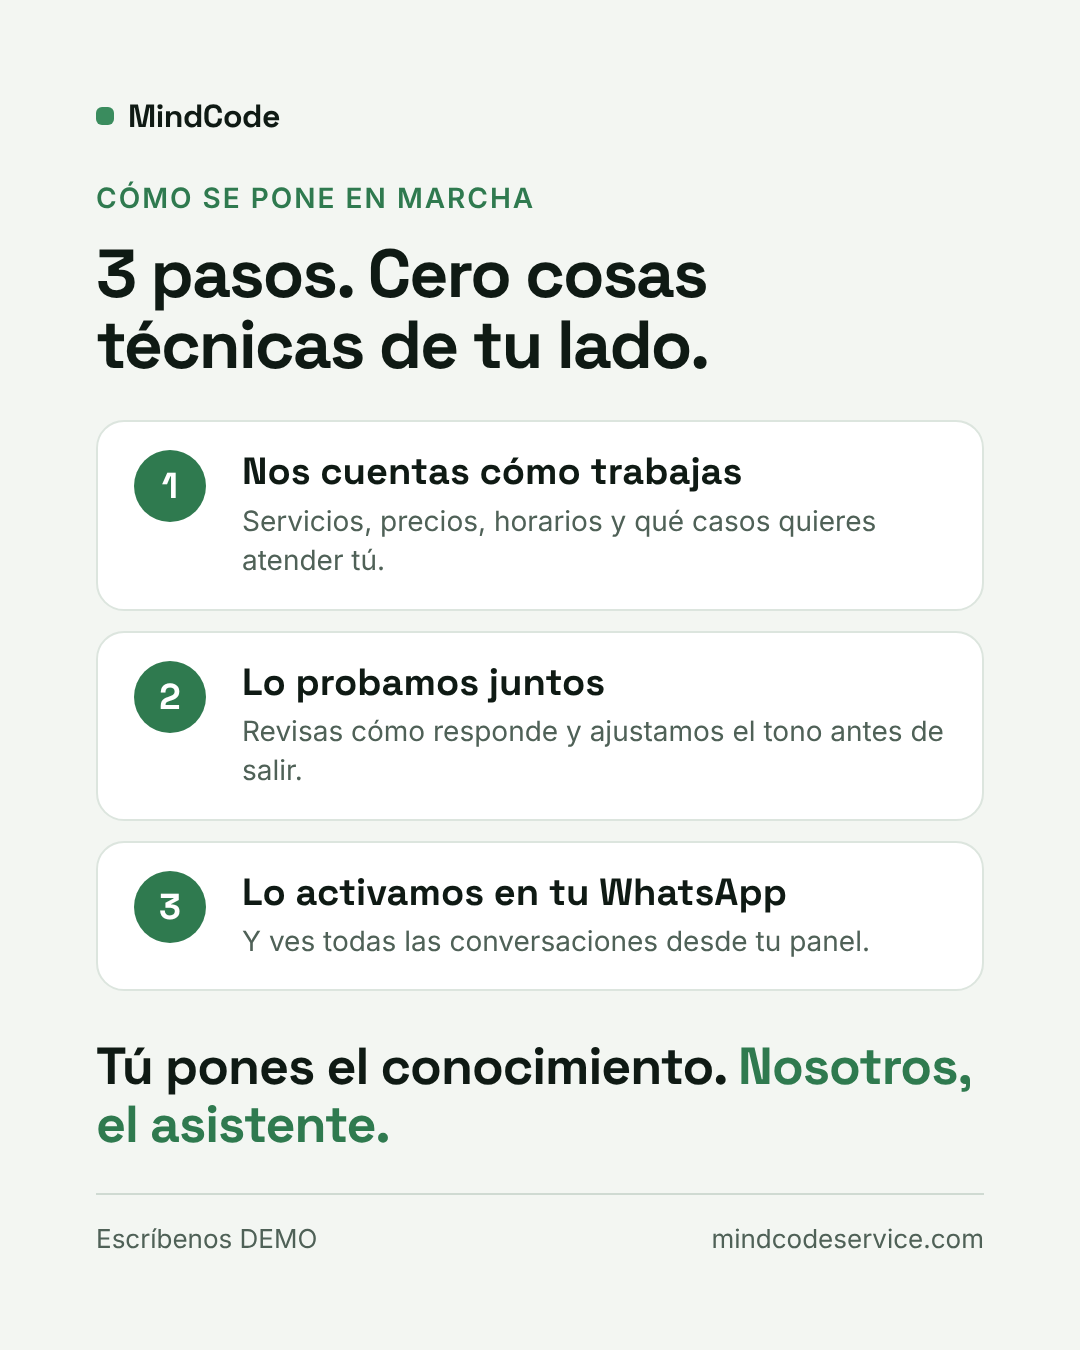 MindCode
CÓMO SE PONE EN MARCHA
3 pasos. Cero cosas
técnicas de tu lado.
1
Nos cuentas cómo trabajas
Servicios, precios, horarios y qué casos quieres
atender tú.
2
Lo probamos juntos
Revisas cómo responde y ajustamos el tono antes de
salir.
3
Lo activamos en tu WhatsApp
Y ves todas las conversaciones desde tu panel.
Tú pones el conocimiento. Nosotros,
el asistente.
Escríbenos DEMO
mindcodeservice.com